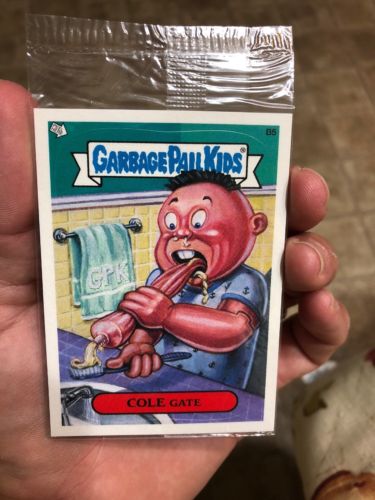 B5
GARBAGE PAIL KIDS®
GPK
COLE GATE